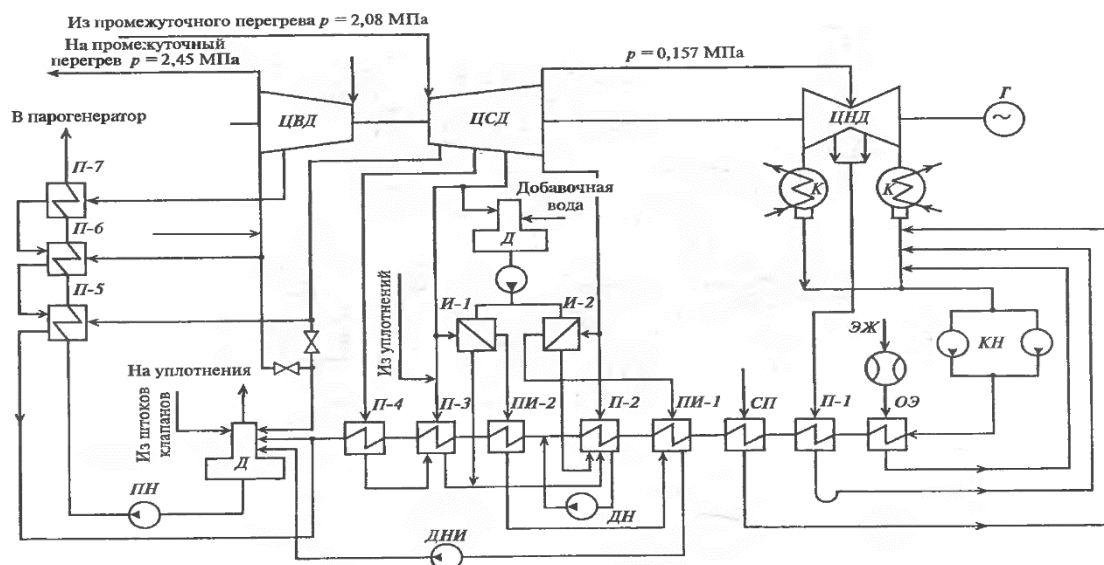 Из промежуточного перегрева p = 2,08 МПа
На промежуточный
перегрев p = 2,45 МПа
p = 0,157 МПа
В парогенератор
ЦВД
ЦСД
ЦНД
Г
~
П-7
К
К
Добавочная
вода
П-6
Д
П-5
И-1
И-2
Из уплотнений
ЭЖ
КН
На уплотнения
Из штоков
клапанов
П-4
П-3
ПИ-2
П-2
ПИ-1
СП
П-1
ОЭ
Д
ПН
ДН
ДНИ